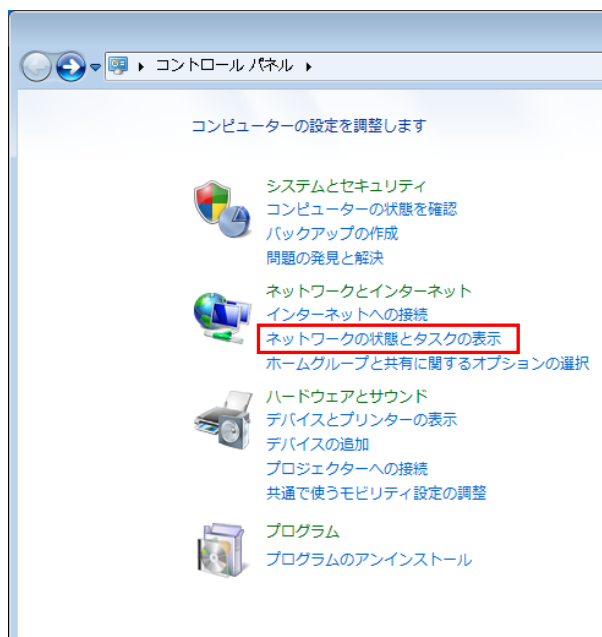 コントロール パネル
コンピューターの設定を調整します
システムとセキュリティ
コンピューターの状態を確認
バックアップの作成
問題の発見と解決
ネットワークとインターネット
インターネットへの接続
ネットワークの状態とタスクの表示
ホームグループと共有に関するオプションの選択
ハードウェアとサウンド
デバイスとプリンターの表示
デバイスの追加
プロジェクターへの接続
共通で使うモビリティ設定の調整
プログラム
プログラムのアンインストール